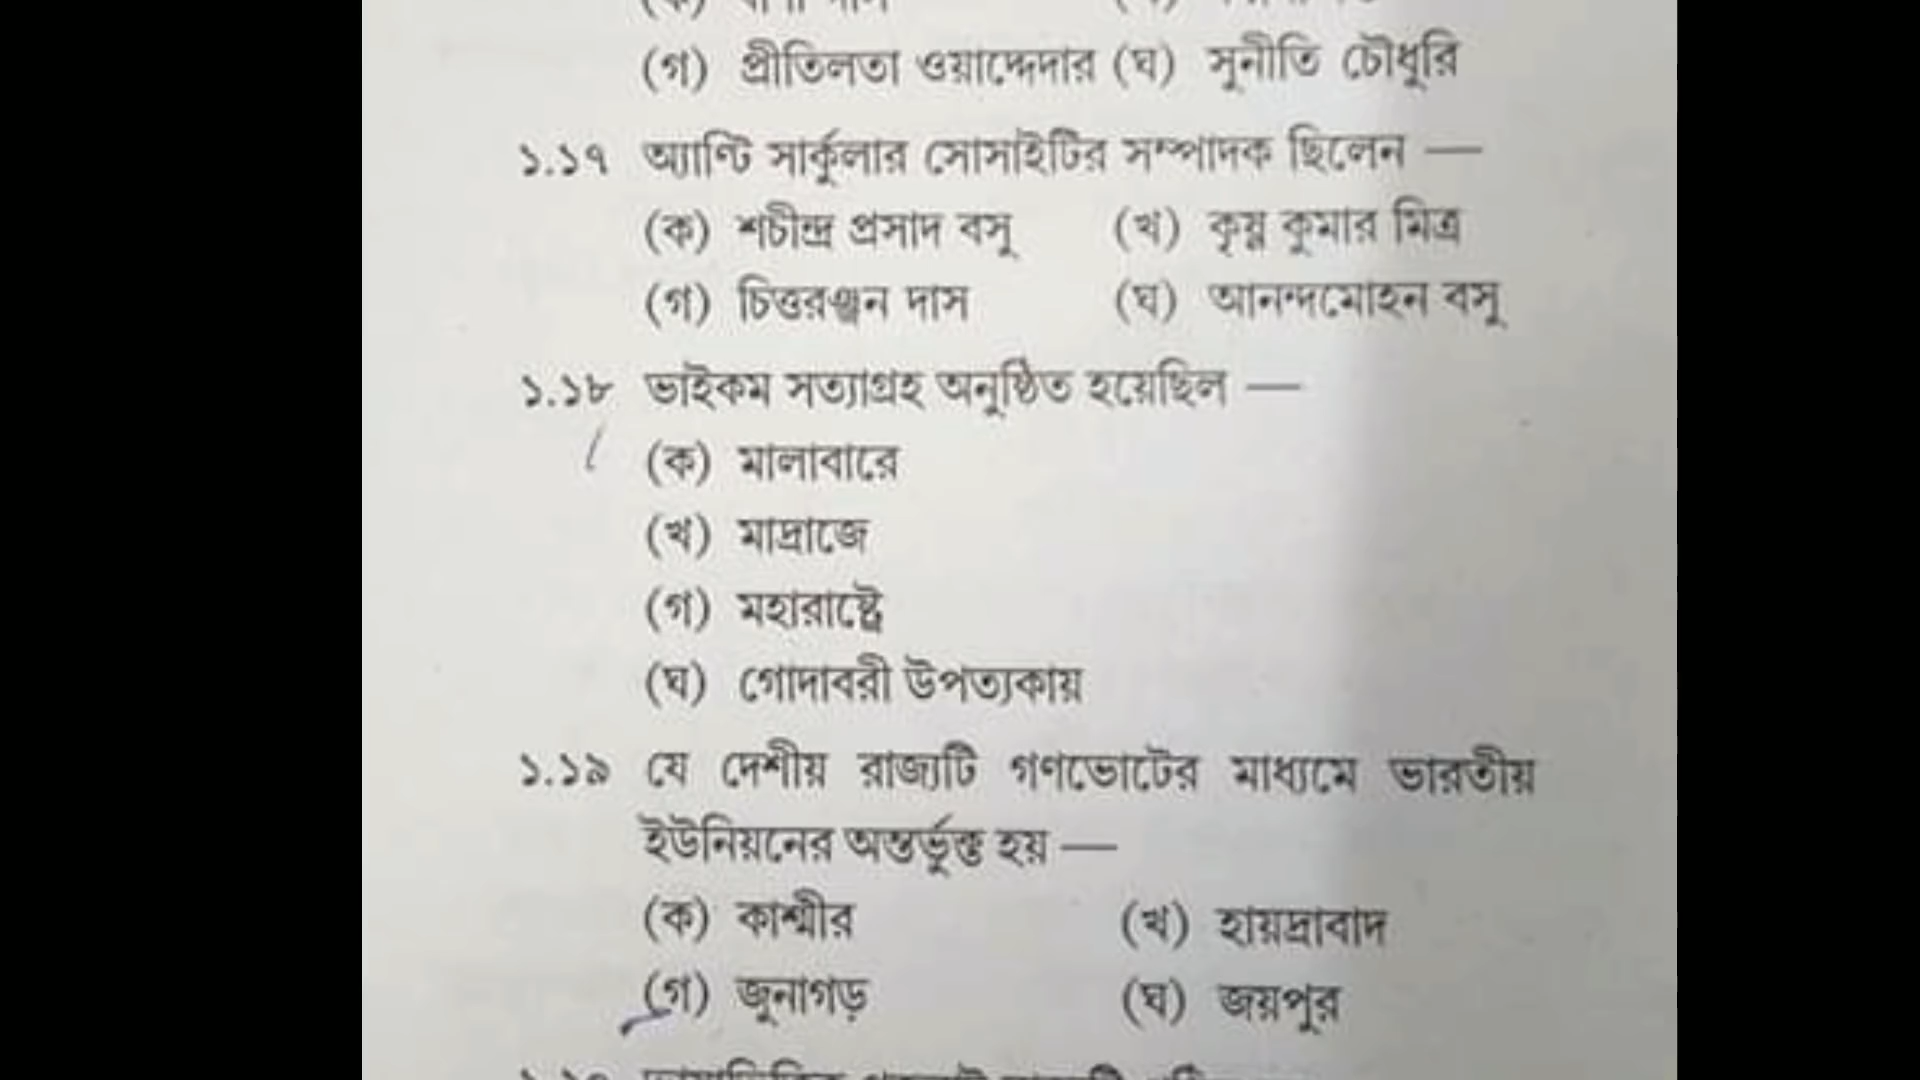 (গ) প্রীতিলতা ওয়াদ্দেদার (ঘ) সুনীতি চৌধুরি
১.১৭ অ্যান্টি সার্কুলার সোসাইটির সম্পাদক ছিলেন —
(ক) শচীন্দ্র প্রসাদ বসু (খ) কৃষ্ণ কুমার মিত্র
(গ) চিত্তরঞ্জন দাস (ঘ) আনন্দমোহন বসু
১.১৮ ভাইকম সত্যাগ্রহ অনুষ্ঠিত হয়েছিল —
(ক) মালাবারে
(খ) মাদ্রাজে
(গ) মহারাষ্ট্রে
(ঘ) গোদাবরী উপত্যকায়
১.১৯ যে দেশীয় রাজ্যটি গণভোটের মাধ্যমে ভারতীয়
ইউনিয়নের অন্তর্ভুক্ত হয় —
(ক) কাশ্মীর (খ) হায়দ্রাবাদ
(গ) জুনাগড় (ঘ) জয়পুর